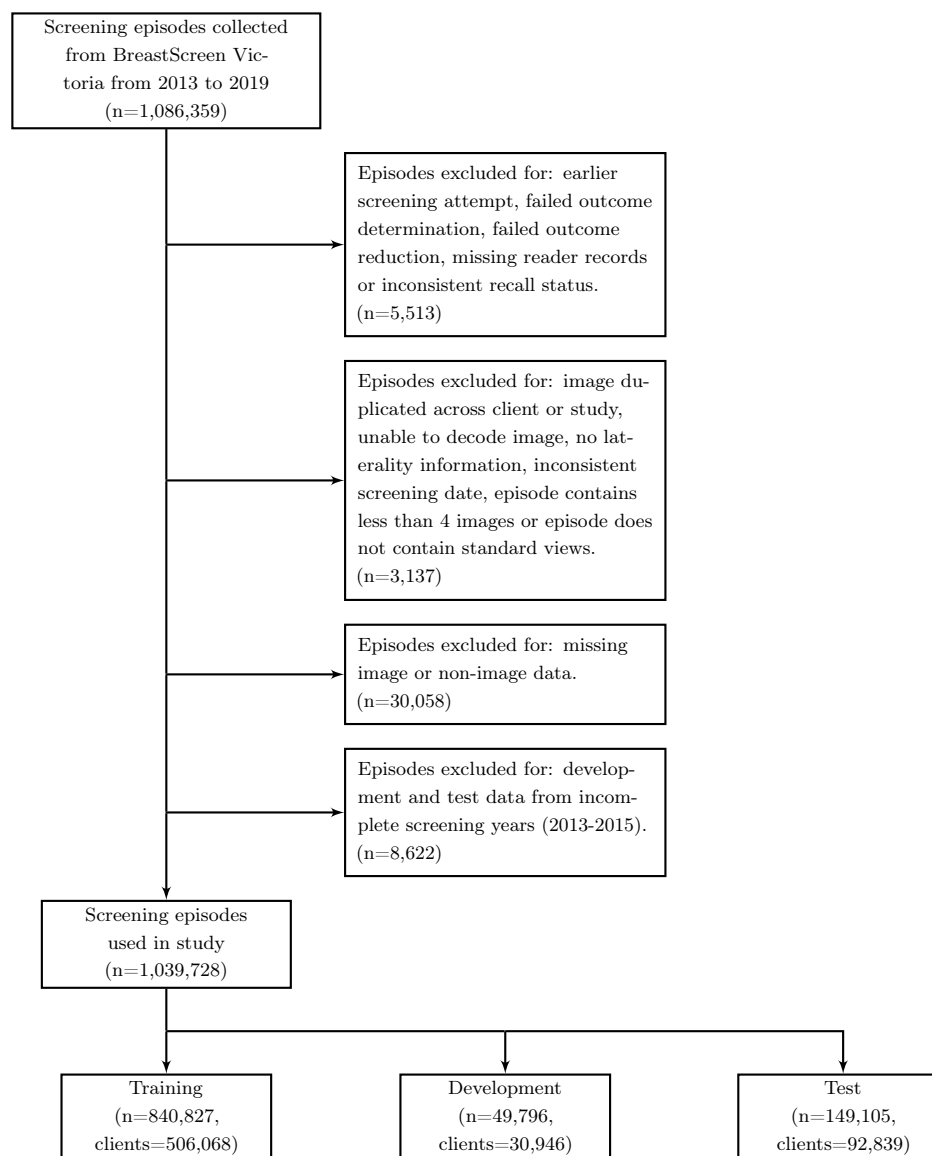 Screening episodes collected
from BreastScreen Vic-
toria from 2013 to 2019
(n=1,086,359)
Episodes excluded for: earlier
screening attempt, failed outcome
determination, failed outcome
reduction, missing reader records
or inconsistent recall status.
(n=5,513)
Episodes excluded for: image du-
plicated across client or study,
unable to decode image, no lat-
erality information, inconsistent
screening date, episode contains
less than 4 images or episode does
not contain standard views.
(n=3,137)
Episodes excluded for: missing
image or non-image data.
(n=30,058)
Episodes excluded for: develop-
ment and test data from incom-
plete screening years (2013-2015).
(n=8,622)
Screening episodes
used in study
(n=1,039,728)
Training
(n=840,827,
clients=506,068)
Development
(n=49,796,
clients=30,946)
Test
(n=149,105,
clients=92,839)